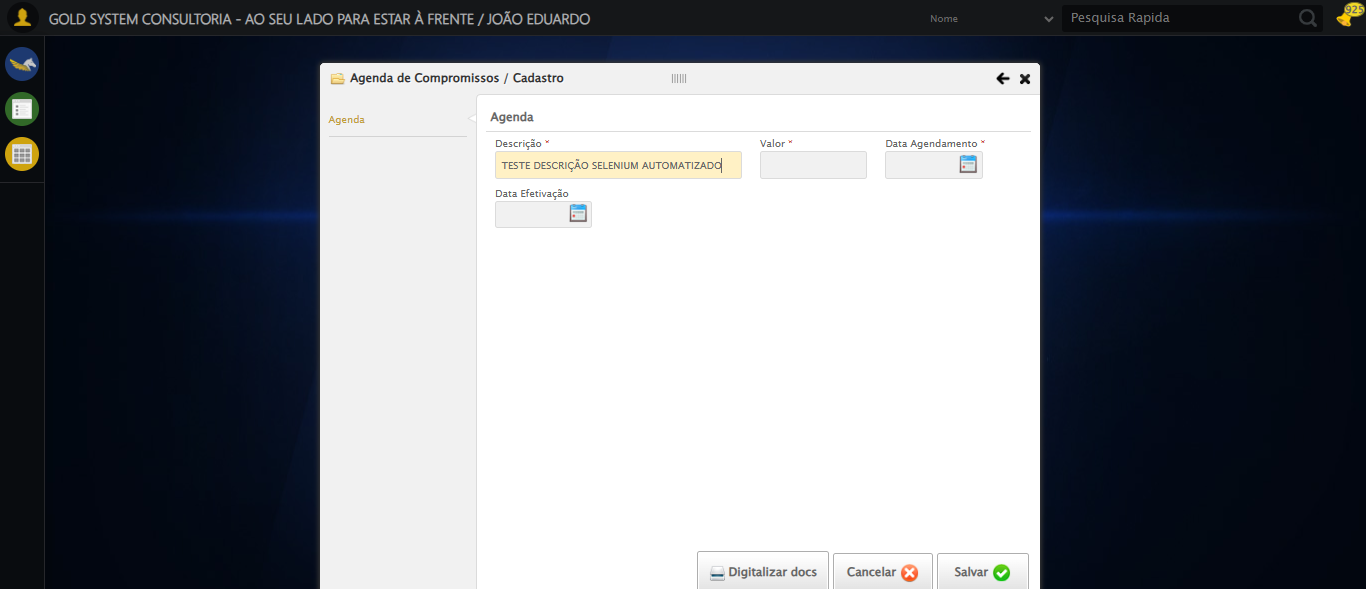 GOLD SYSTEM CONSULTORIA - AO SEU LADO PARA ESTAR À FRENTE / JOÃO EDUARDO
Nome
Pesquisa Rapida
925
Agenda de Compromissos / Cadastro
Agenda
Agenda
Descrição *
Valor *
Data Agendamento *
TESTE DESCRIÇÃO SELENIUM AUTOMATIZADO
Data Efetivação
Digitalizar docs
Cancelar
Salvar